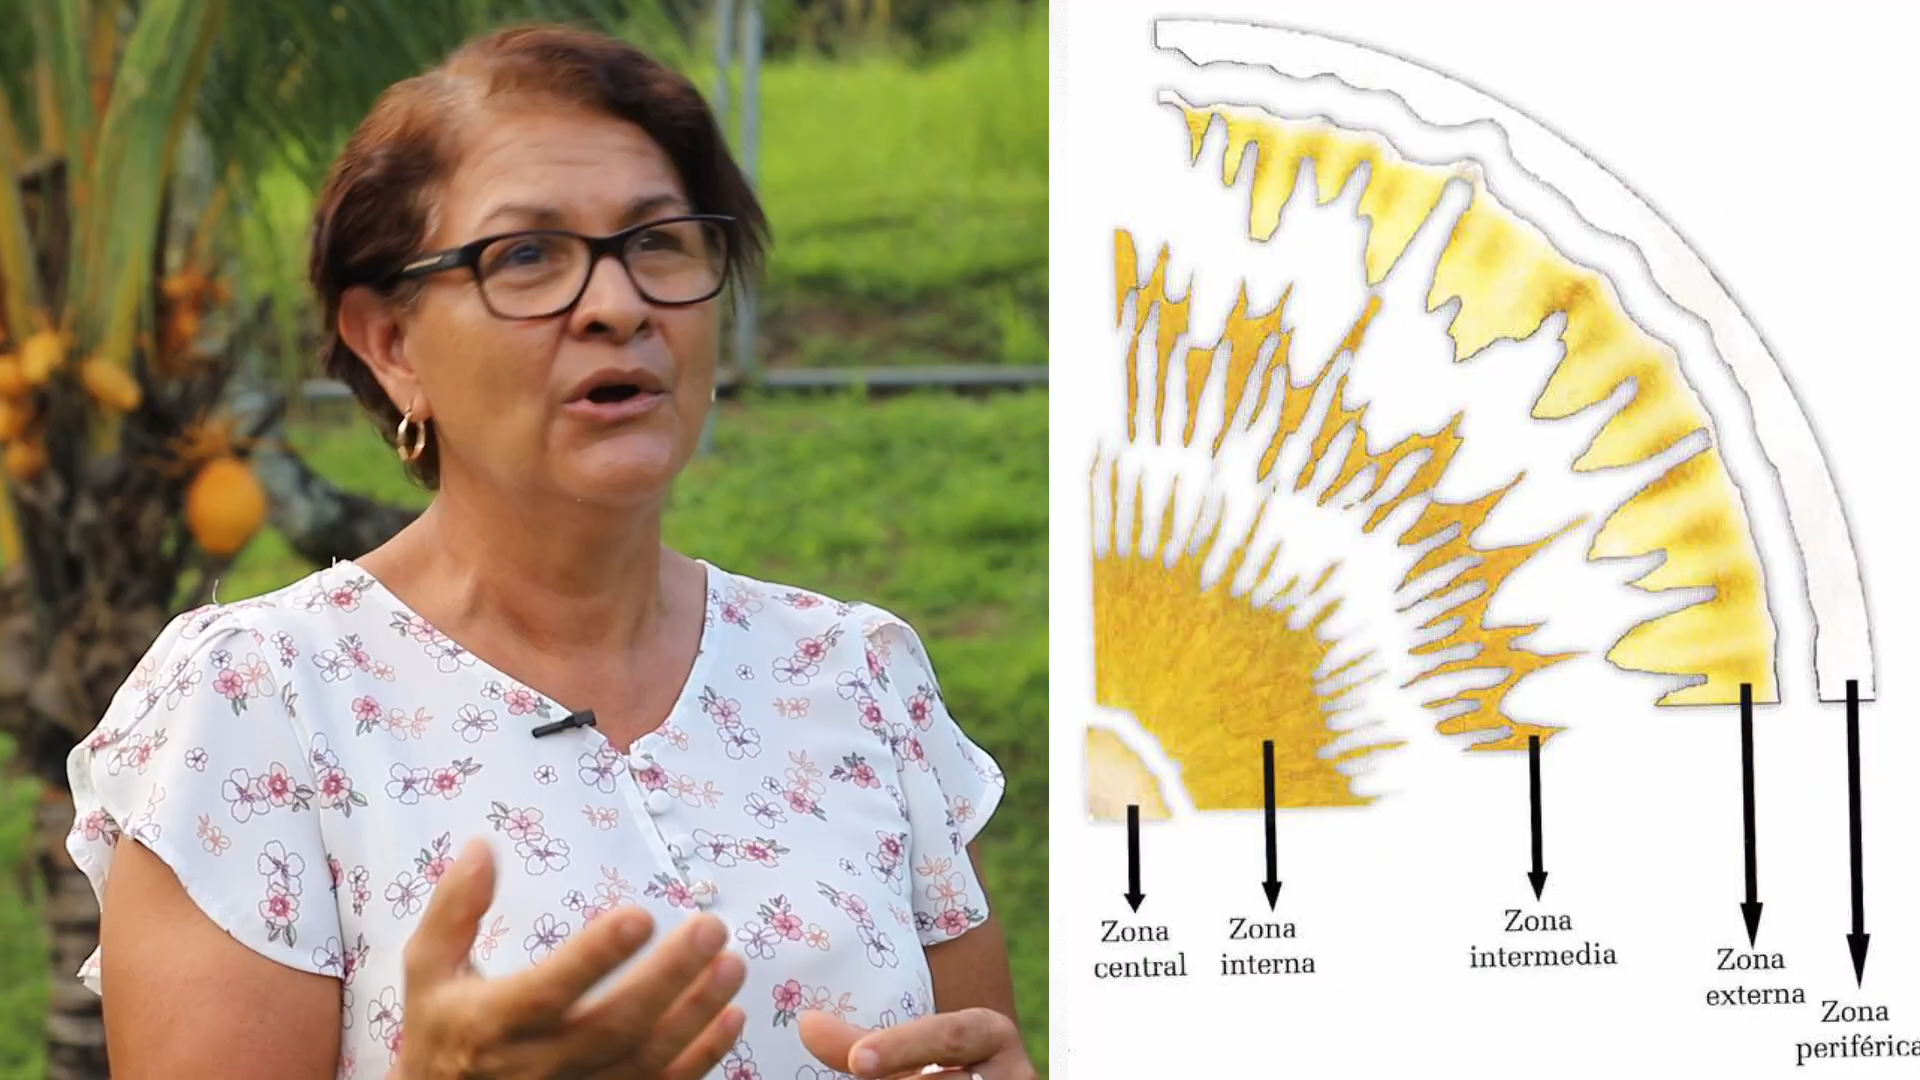 Zona
central
Zona
interna
Zona
intermedia
Zona
externa
Zona
periférica